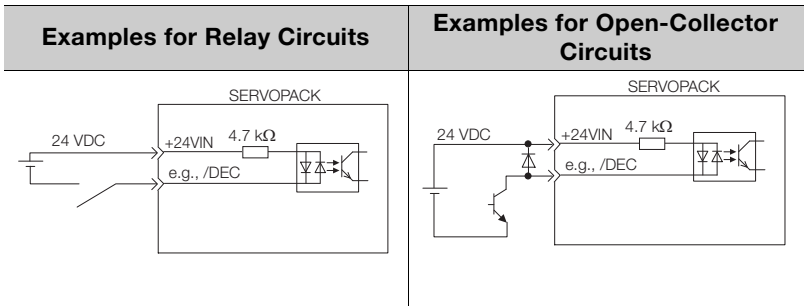 Examples for Relay Circuits
Examples for Open-Collector
Circuits
SERVOPACK
24 VDC
+24VIN
4.7 kΩ
e.g., /DEC
SERVOPACK
24 VDC
+24VIN
4.7 kΩ
e.g., /DEC